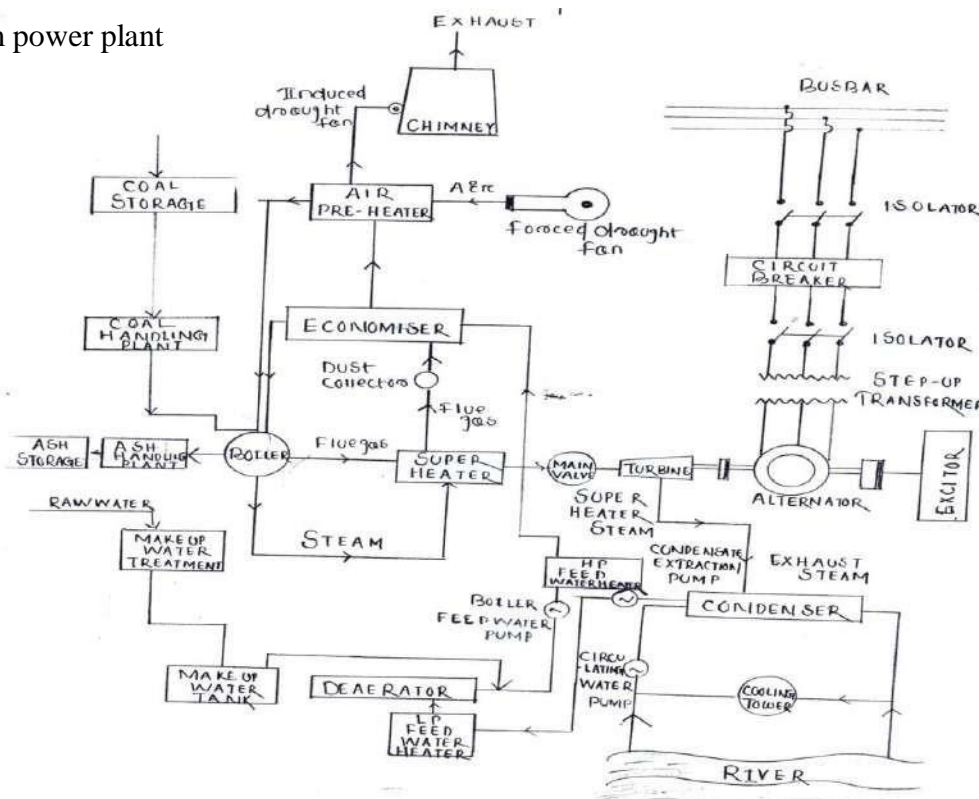 n power plant
EXHAUST
Induced
drought
fan
CHIMNEY
BUSBAR
COAL
STORAGE
AIR
PRE-HEATER
Air
forced drought
fan
ISOLATOR
CIRCUIT
BREAKER
COAL
HANDLING
PLANT
ECONOMISER
DUST
Collector
ISOLATOR
STEP-UP
TRANSFORMER
Flue
gas
ASH
STORAGE
ASH HANDLING
PLANT
BOILER
Flue gas
SUPER
HEATER
MAIN
VALVE
TURBINE
ALTERNATOR
EXCITOR
SUPER
HEATER
STEAM
RAW WATER
MAKE UP
WATER
TREATMENT
STEAM
HP
FEED
WATER HEATER
CONDENSATE
EXTRACTION
PUMP
EXHAUST
STEAM
BOILER
FEED WATER
PUMP
CONDENSER
CIRCU
-LATING
WATER
PUMP
COOLING
TOWER
MAKE UP
WATER
TANK
DEAERATOR
LP
FEED
WATER
HEATER
RIVER